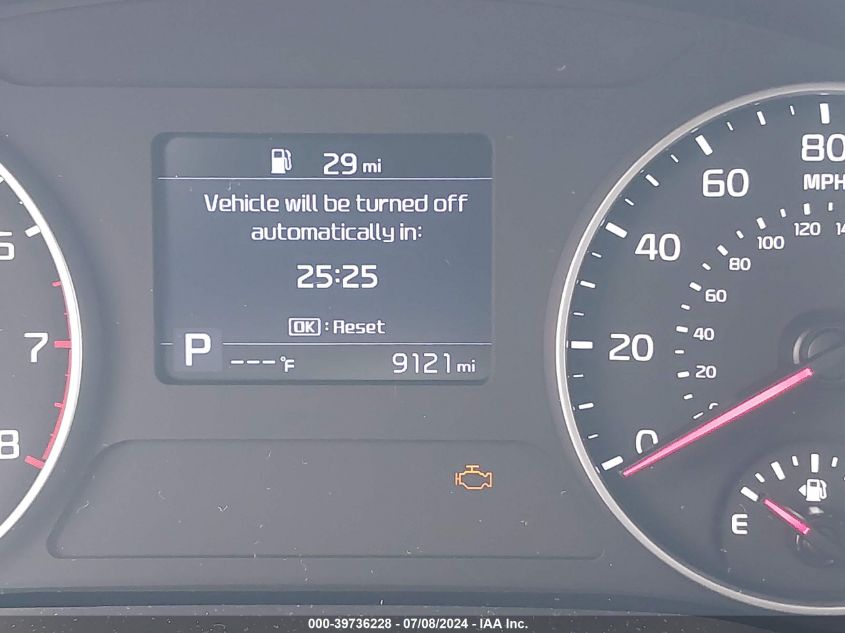 29 mi
Vehicle will be turned off
automatically in:
25:25
OK : Reset
P ---°F 9121 mi
7
8
0
20
40
60
80
MPH
20
40
60
80
100
120
E
000-39736228 - 07/08/2024 - IAA Inc.